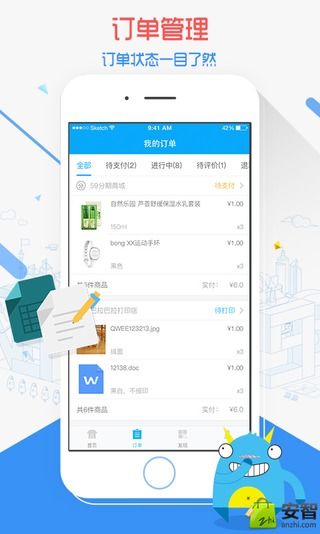 订单管理
订单状态一目了然
Sketch
9:41 AM
42%
我的订单
全部
待支付(2)
进行中(8)
待评价(1)
退
59分期商城
待支付
自然乐园 芦荟舒缓保湿水乳套装
¥1.00
150ml
x3
bong XX运动手环
¥1.00
黑色
x3
共6件商品
实付:
¥6.0
巴拉巴拉打印店
待打印
QWEE123213.jpg
¥1.00
绒面
x3
W
12138.doc
¥1.00
黑白、不缩印
x3
共6件商品
实付:
¥6.0
首页
订单
发现
安智
anzhi.com